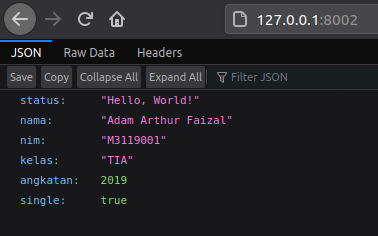 127.0.0.1:8002
JSON Raw Data Headers
Save Copy Collapse All Expand All Filter JSON
status: "Hello, World!"
nama: "Adam Arthur Faizal"
nim: "M3119001"
kelas: "TIA"
angkatan: 2019
single: true